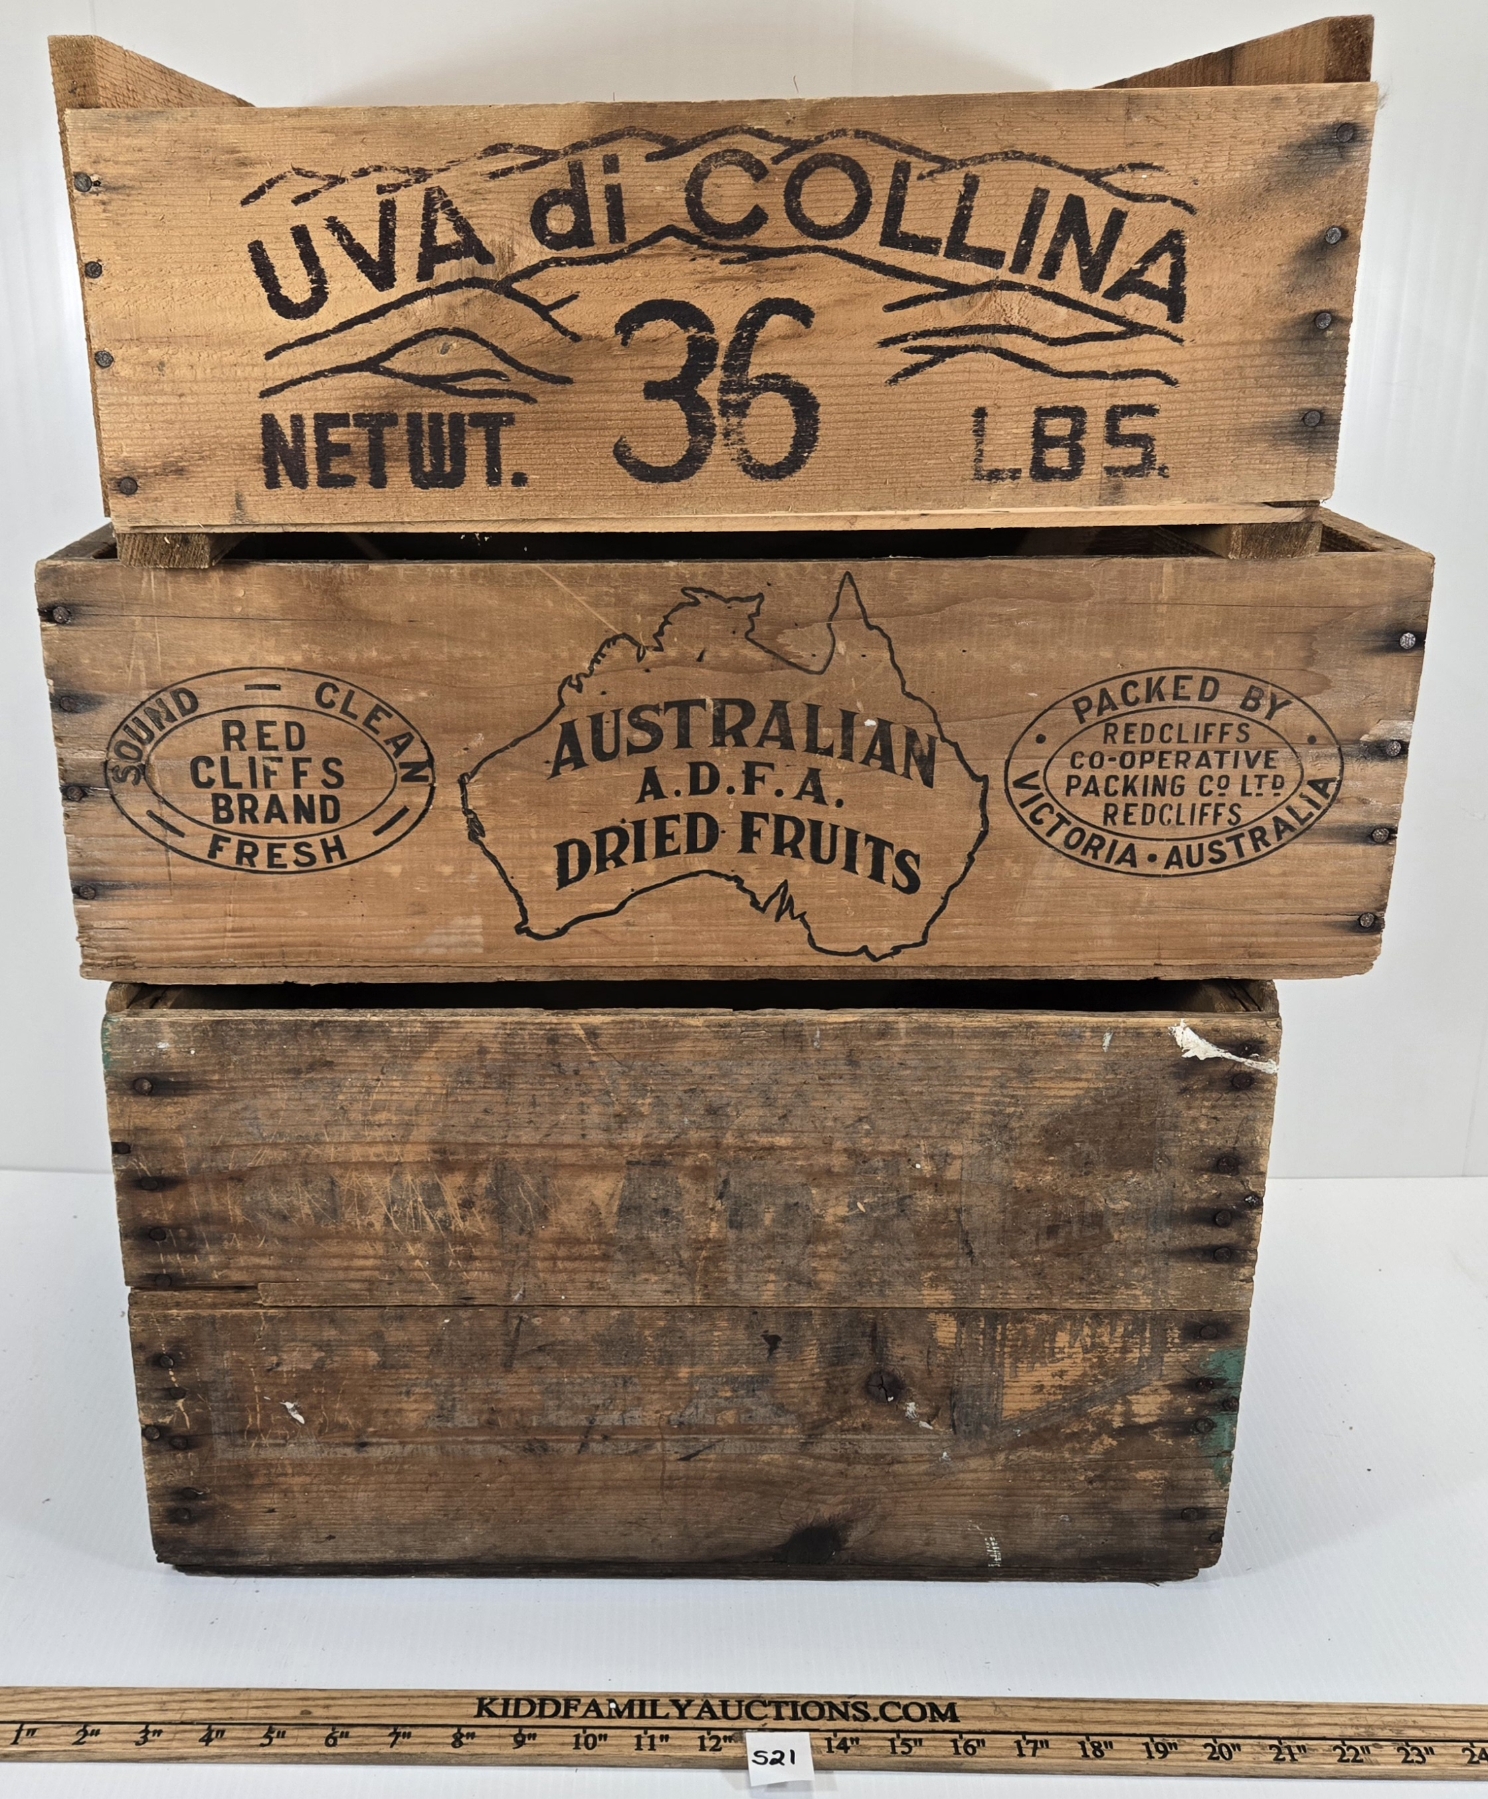 UVA di COLLINA
36
NET WT. LBS.
SOUND — CLEAN — FRESH —
RED
CLIFFS
BRAND
AUSTRALIAN
A.D.F.A.
DRIED FRUITS
PACKED BY
REDCLIFFS
CO-OPERATIVE
PACKING Co LTD
REDCLIFFS
VICTORIA • AUSTRALIA
KIDDFAMILYAUCTIONS.COM
1" 2" 3" 4" 5" 6" 7" 8" 9" 10" 11" 12" 14" 15" 16" 17" 18" 19" 20" 21" 22" 23" 24
S21